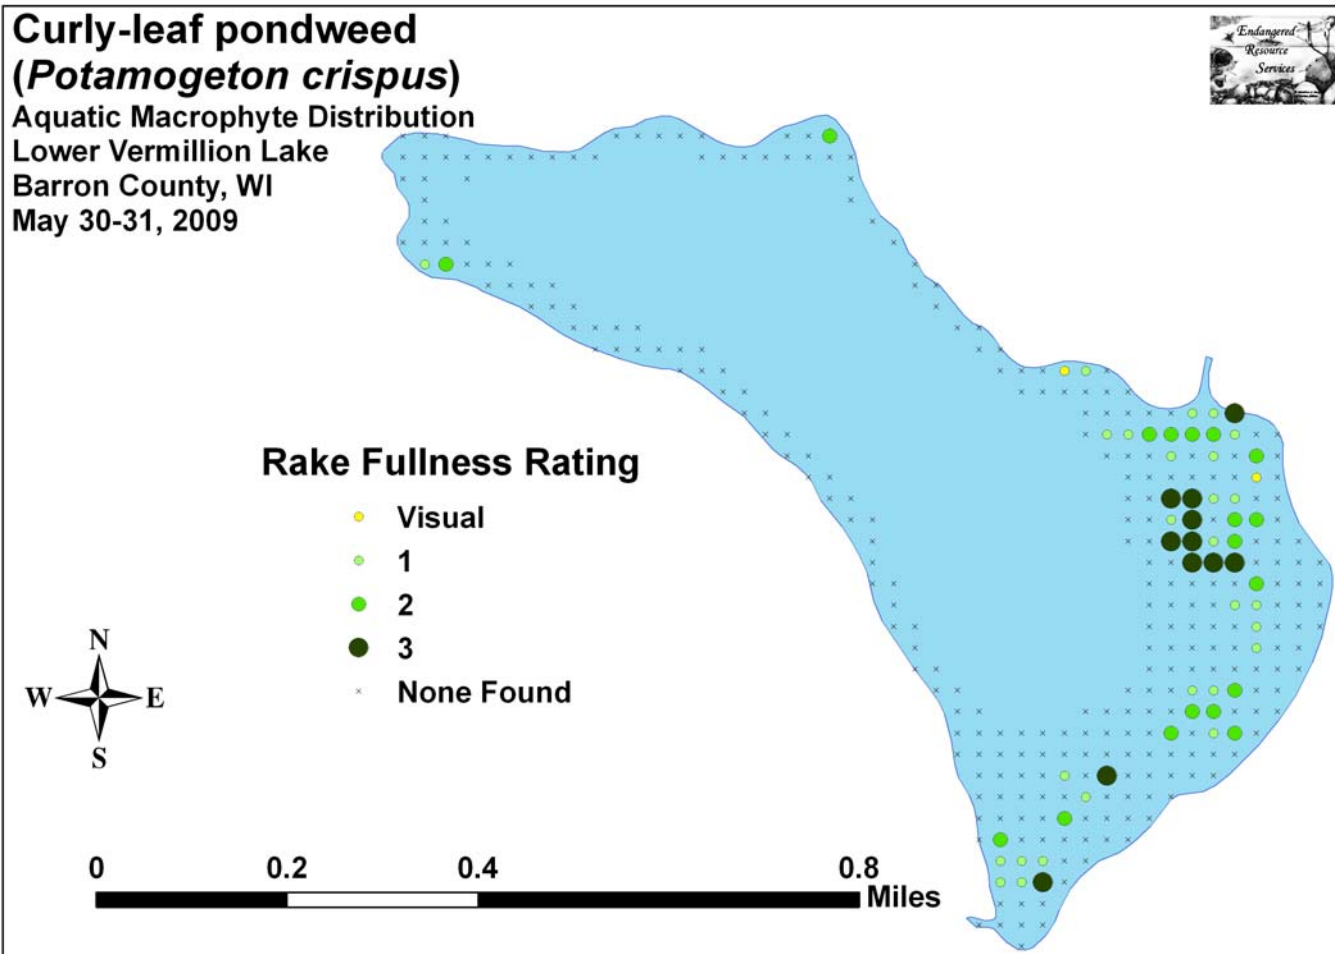 Curly-leaf pondweed
(Potamogeton crispus)
Aquatic Macrophyte Distribution
Lower Vermillion Lake
Barron County, WI
May 30-31, 2009
Endangered
Resource
Services
Rake Fullness Rating
Visual
1
2
3
None Found
N
W E
S
0 0.2 0.4 0.8
Miles